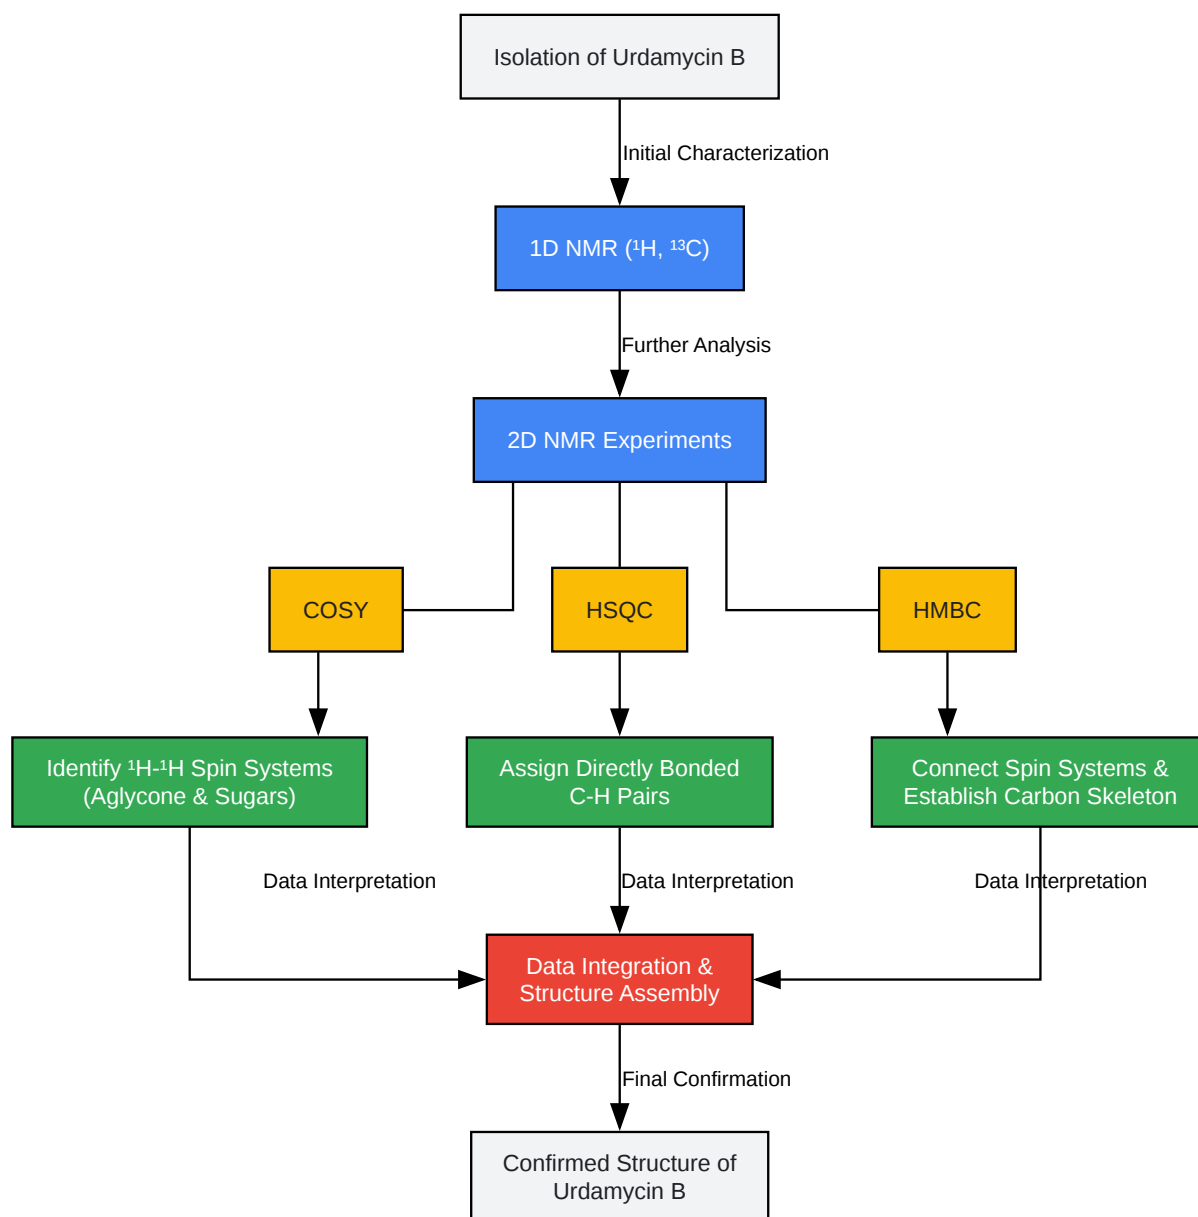 Isolation of Urdamycin B
Initial Characterization
1D NMR (¹H, ¹³C)
Further Analysis
2D NMR Experiments
COSY
HSQC
HMBC
Identify ¹H-¹H Spin Systems
(Aglycone & Sugars)
Assign Directly Bonded
C-H Pairs
Connect Spin Systems &
Establish Carbon Skeleton
Data Interpretation
Data Interpretation
Data Interpretation
Data Integration &
Structure Assembly
Final Confirmation
Confirmed Structure of
Urdamycin B